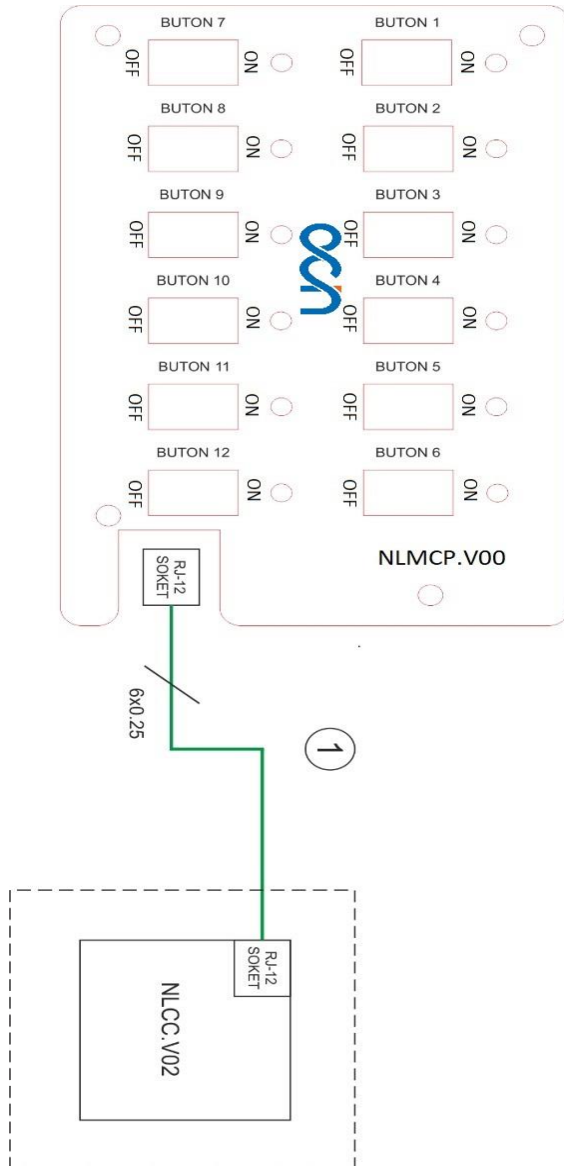 BUTON 7
OFF
ON
BUTON 1
OFF
ON
BUTON 8
OFF
ON
BUTON 2
OFF
ON
BUTON 9
OFF
ON
BUTON 3
OFF
ON
BUTON 10
OFF
ON
BUTON 4
OFF
ON
BUTON 11
OFF
ON
BUTON 5
OFF
ON
BUTON 12
OFF
ON
BUTON 6
OFF
ON
NLMCP.V00
RJ-12
SOKET
6x0.25
1
RJ-12
SOKET
NLCC.V02